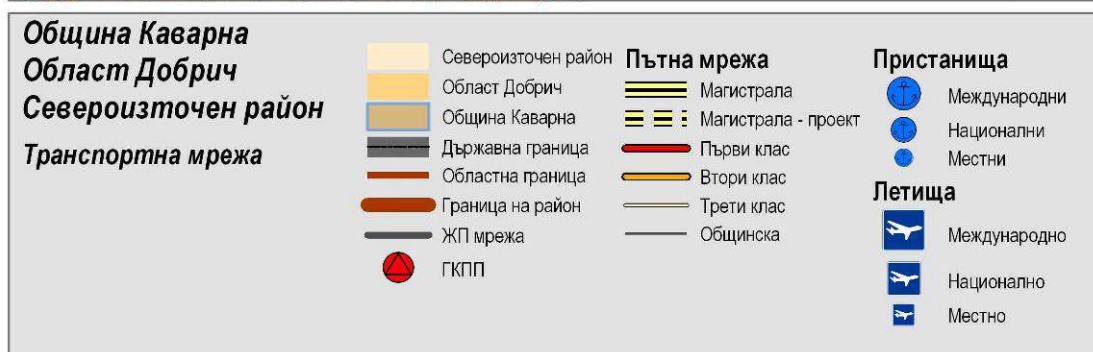 Община Каварна
Област Добрич
Североизточен район
Транспортна мрежа
Североизточен район
Област Добрич
Община Каварна
Държавна граница
Областна граница
Граница на район
ЖП мрежа
ГКПП
Пътна мрежа
Магистрала
Магистрала - проект
Първи клас
Втори клас
Трети клас
Общинска
Пристанища
Международни
Национални
Местни
Летища
Международно
Национално
Местно